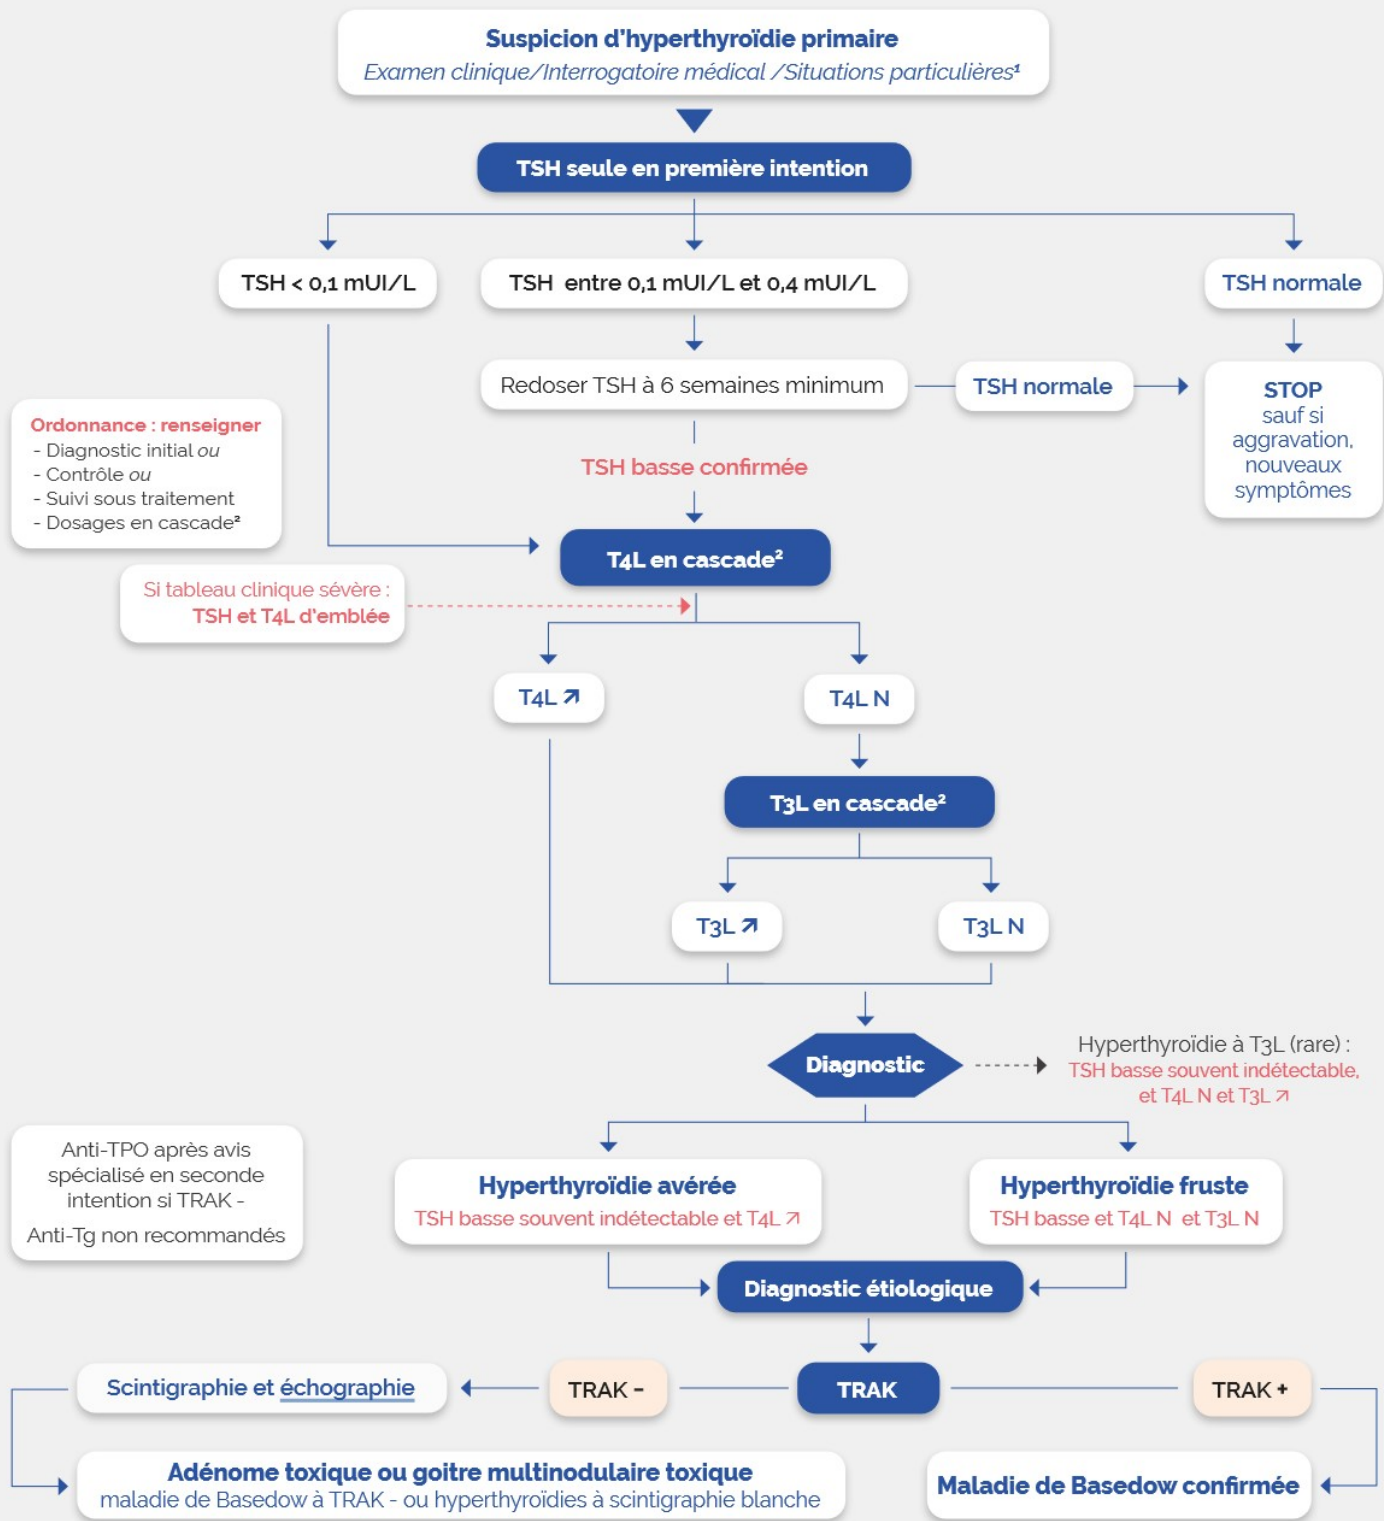 Suspicion d'hyperthyroïdie primaire
Examen clinique/Interrogatoire médical /Situations particulières¹
TSH seule en première intention
TSH < 0,1 mUI/L
TSH entre 0,1 mUI/L et 0,4 mUI/L
TSH normale
Redoser TSH à 6 semaines minimum
TSH normale
STOP
sauf si
aggravation,
nouveaux
symptômes
Ordonnance : renseigner
- Diagnostic initial ou
- Contrôle ou
- Suivi sous traitement
- Dosages en cascade²
TSH basse confirmée
T4L en cascade²
Si tableau clinique sévère :
TSH et T4L d'emblée
T4L ↗
T4L N
T3L en cascade²
T3L ↗
T3L N
Diagnostic
Hyperthyroïdie à T3L (rare) :
TSH basse souvent indétectable,
et T4L N et T3L ↗
Anti-TPO après avis
spécialisé en seconde
intention si TRAK -
Anti-Tg non recommandés
Hyperthyroïdie avérée
TSH basse souvent indétectable et T4L ↗
Hyperthyroïdie fruste
TSH basse et T4L N et T3L N
Diagnostic étiologique
Scintigraphie et échographie
TRAK -
TRAK
TRAK +
Adénome toxique ou goitre multinodulaire toxique
maladie de Basedow à TRAK - ou hyperthyroïdies à scintigraphie blanche
Maladie de Basedow confirmée